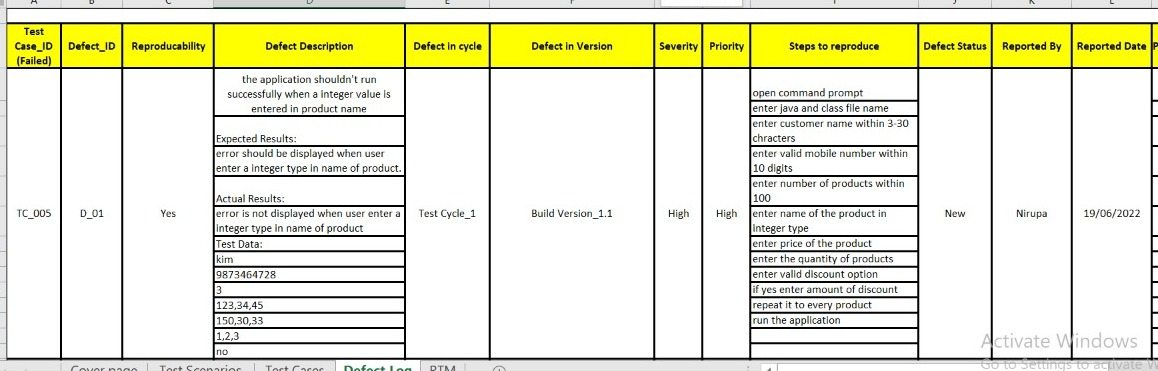 A B C D E F I J K L
Test Case_ID (Failed) Defect_ID Reproducability Defect Description Defect in cycle Defect in Version Severity Priority Steps to reproduce Defect Status Reported By Reported Date
the application shouldn't run
successfully when a Integer value is
entered in product name
Expected Results:
error should be displayed when user
enter a integer type in name of product.
Actual Results:
error is not displayed when user enter a
integer type in name of product
Test Data:
kim
9873464728
3
123,34,45
150,30,33
1,2,3
no
TC_005 D_01 Yes Test Cycle_1 Build Version_1.1 High High New Nirupa 19/06/2022
open command prompt
enter java and class file name
enter customer name within 3-30
chracters
enter valid mobile number within
10 digits
enter number of products within
100
enter name of the product in
integer type
enter price of the product
enter the quantity of products
enter valid discount option
if yes enter amount of discount
repeat it to every product
run the application
Activate Windows
Go to Settings to activate W
Cover page Test Scenarios Test Cases Defect Log RTM